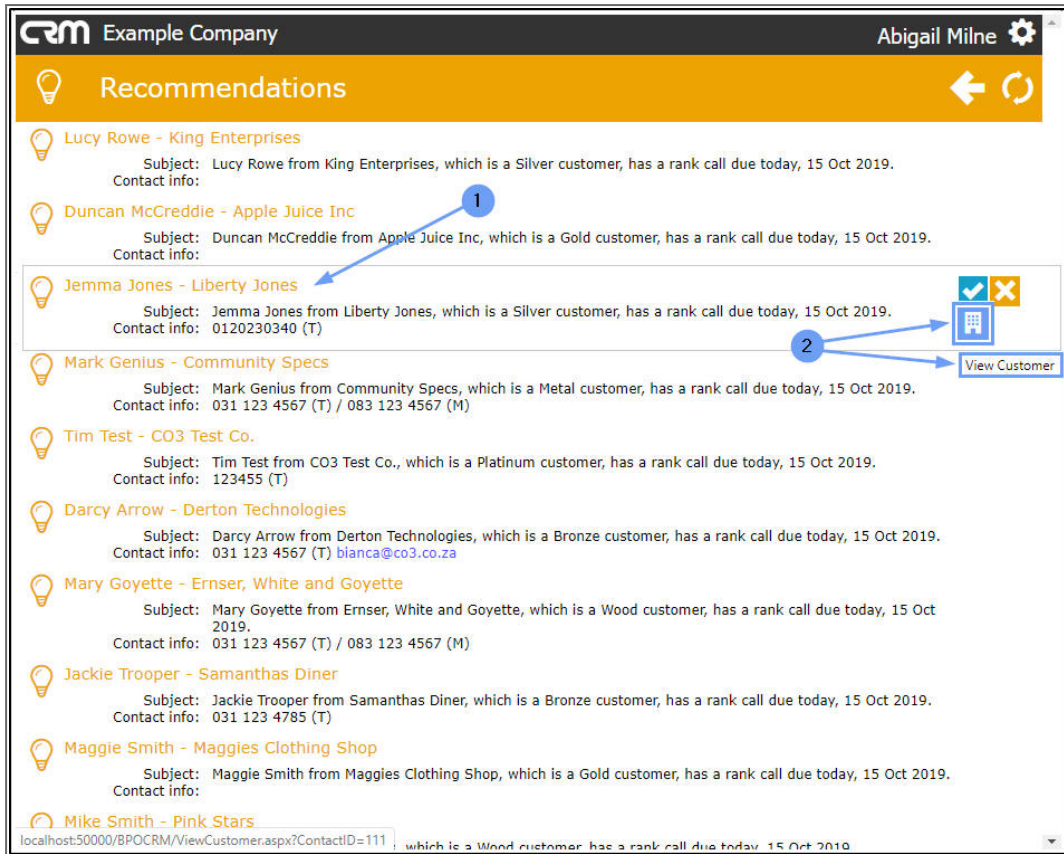 CRM Example Company Abigail Milne
Recommendations
Lucy Rowe - King Enterprises
Subject: Lucy Rowe from King Enterprises, which is a Silver customer, has a rank call due today, 15 Oct 2019.
Contact info:
1
Duncan McCreddie - Apple Juice Inc
Subject: Duncan McCreddie from Apple Juice Inc, which is a Gold customer, has a rank call due today, 15 Oct 2019.
Contact info:
Jemma Jones - Liberty Jones
Subject: Jemma Jones from Liberty Jones, which is a Silver customer, has a rank call due today, 15 Oct 2019.
Contact info: 0120230340 (T)
2
Mark Genius - Community Specs
View Customer
Subject: Mark Genius from Community Specs, which is a Metal customer, has a rank call due today, 15 Oct 2019.
Contact info: 031 123 4567 (T) / 083 123 4567 (M)
Tim Test - CO3 Test Co.
Subject: Tim Test from CO3 Test Co., which is a Platinum customer, has a rank call due today, 15 Oct 2019.
Contact info: 123455 (T)
Darcy Arrow - Derton Technologies
Subject: Darcy Arrow from Derton Technologies, which is a Bronze customer, has a rank call due today, 15 Oct 2019.
Contact info: 031 123 4567 (T) bianca@co3.co.za
Mary Goyette - Ernser, White and Goyette
Subject: Mary Goyette from Ernser, White and Goyette, which is a Wood customer, has a rank call due today, 15 Oct
2019.
Contact info: 031 123 4567 (T) / 083 123 4567 (M)
Jackie Trooper - Samanthas Diner
Subject: Jackie Trooper from Samanthas Diner, which is a Bronze customer, has a rank call due today, 15 Oct 2019.
Contact info: 031 123 4785 (T)
Maggie Smith - Maggies Clothing Shop
Subject: Maggie Smith from Maggies Clothing Shop, which is a Gold customer, has a rank call due today, 15 Oct 2019.
Contact info:
Mike Smith - Pink Stars
localhost:50000/BPOCRM/ViewCustomer.aspx?ContactID=111 , which is a Wood customer, has a rank call due today, 15 Oct 2019.